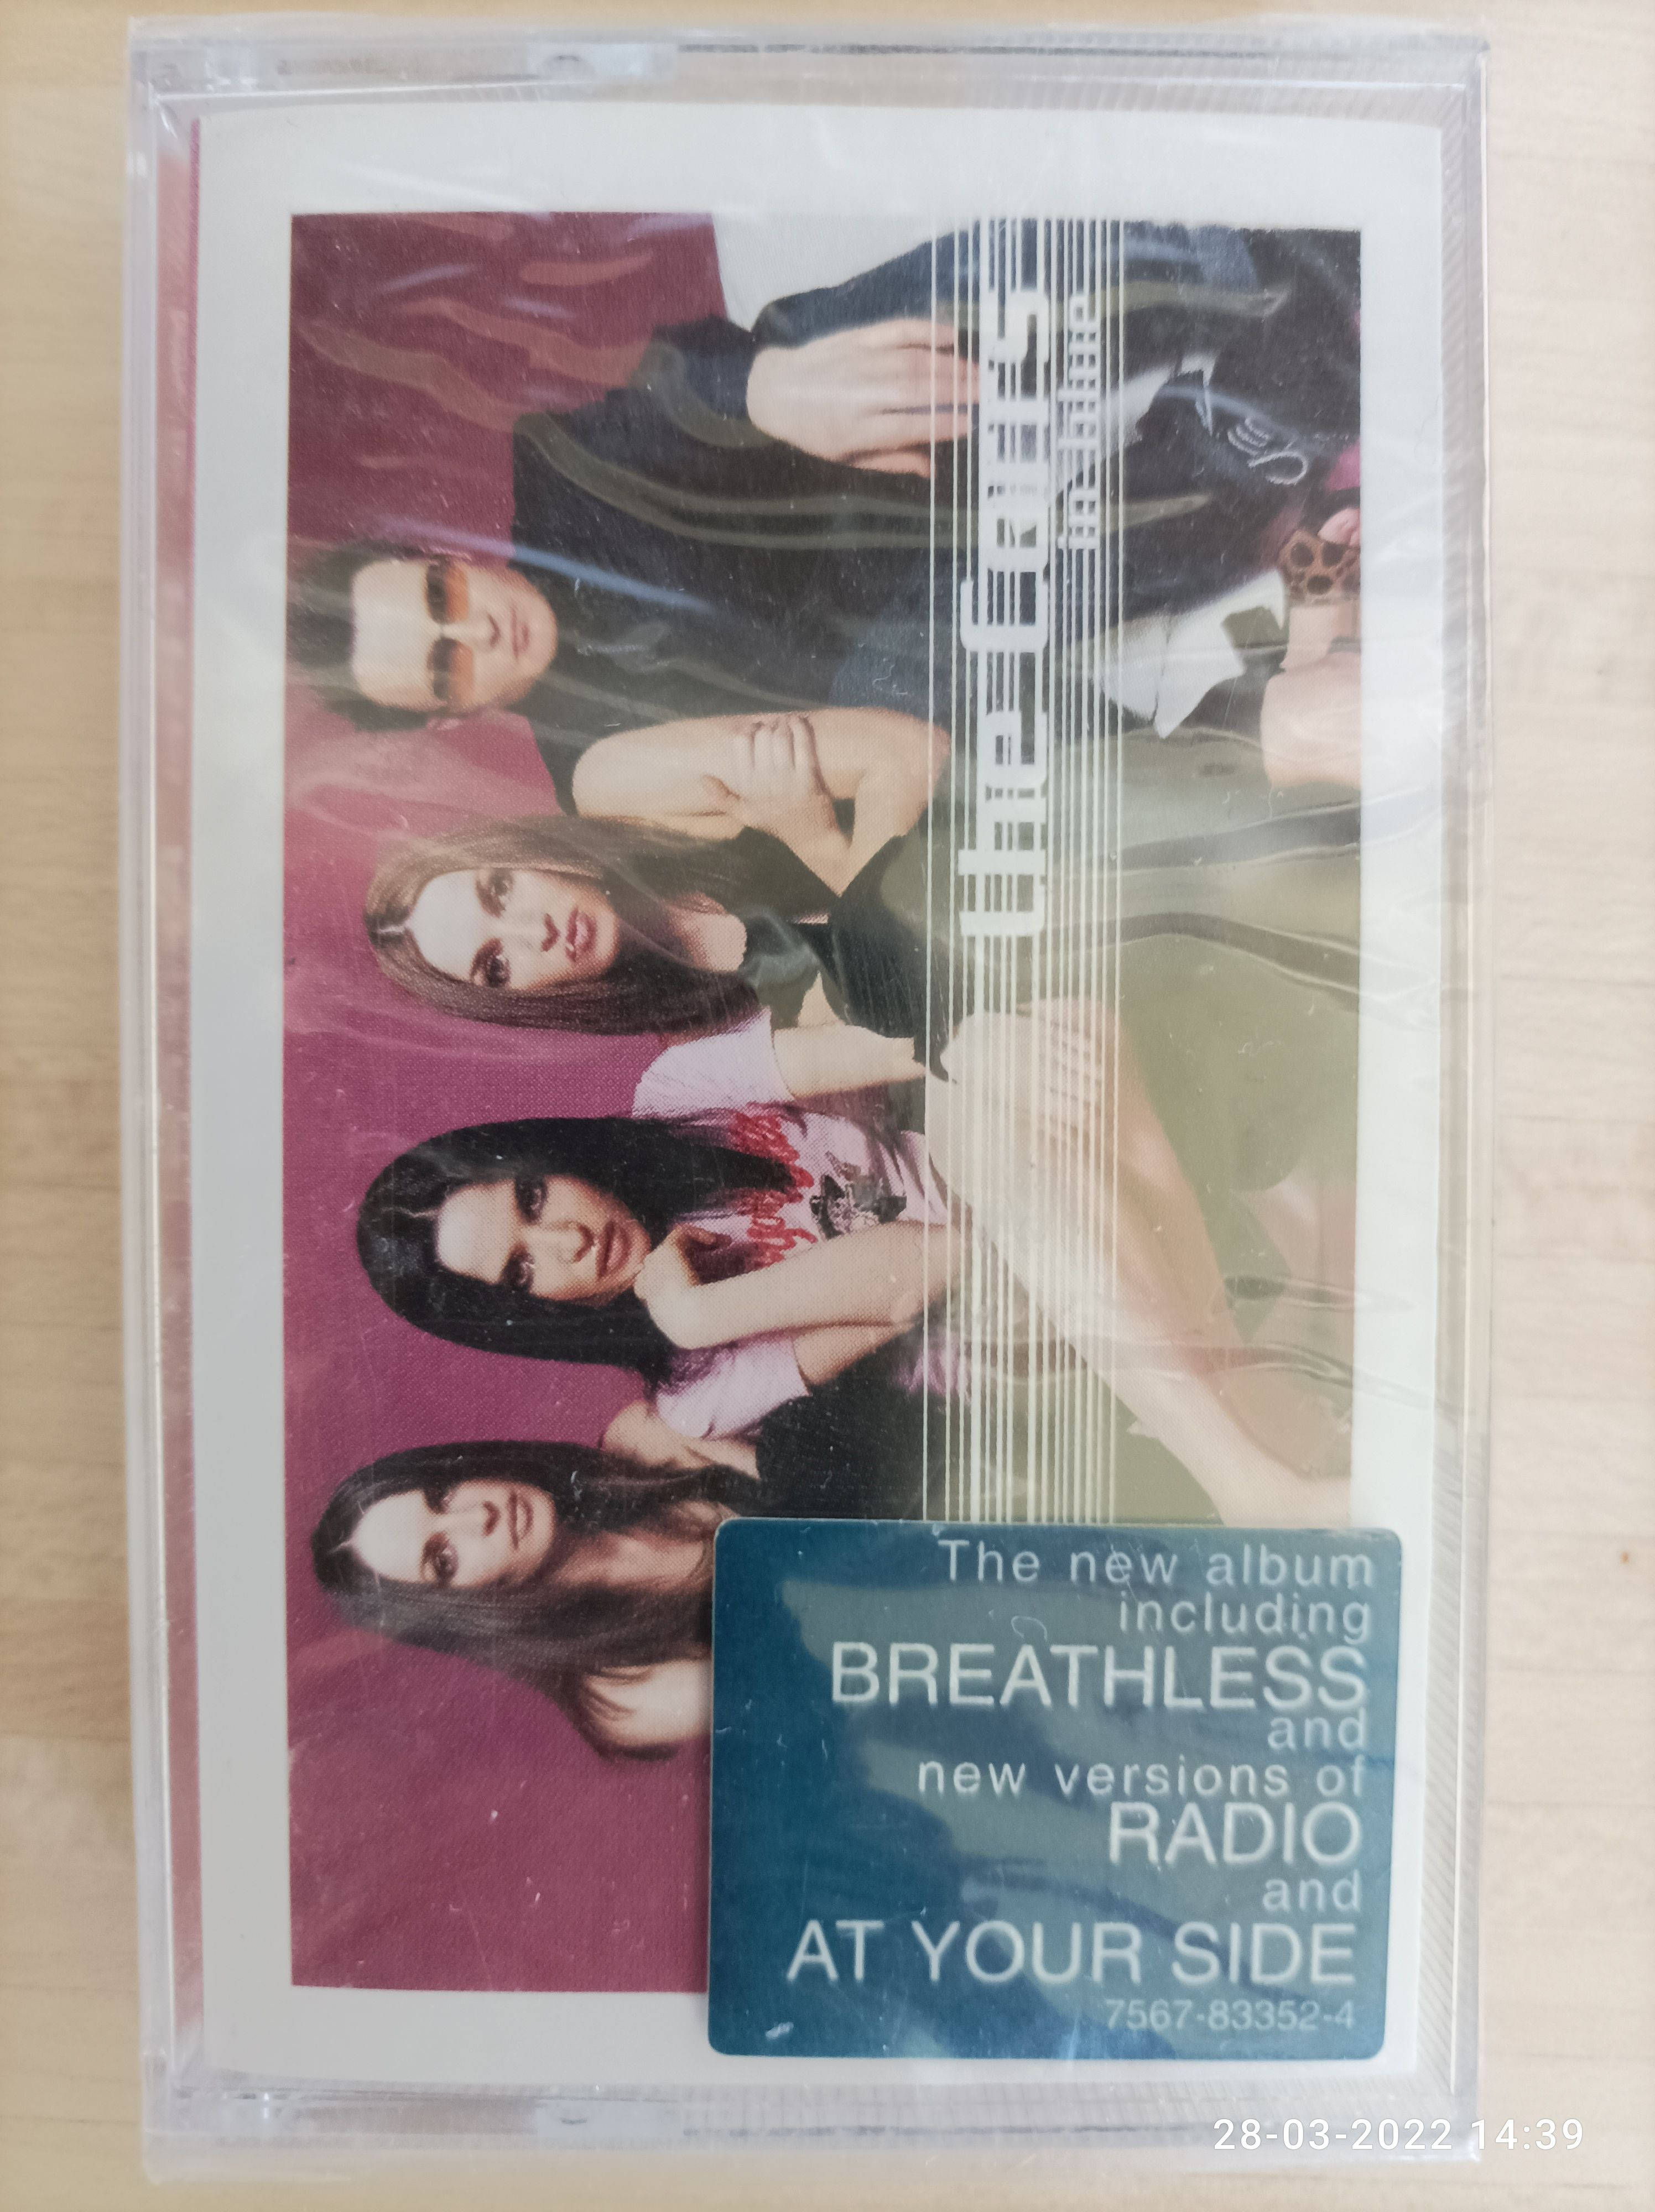 the Corrs
in blue
The new album
including
BREATHLESS
and
new versions of
RADIO
and
AT YOUR SIDE
7567-83352-4
28-03-2022 14:39